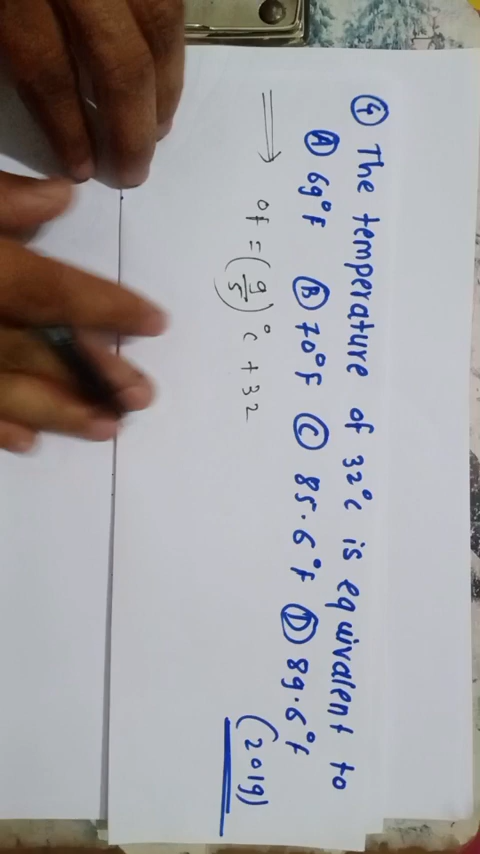 ④ The temperature of 32°c is equivalent to
Ⓐ 69°F Ⓑ 70°F Ⓒ 85.6°F Ⓓ 89.6°F
(2019)
⟹ °F = (9/5)°c + 32